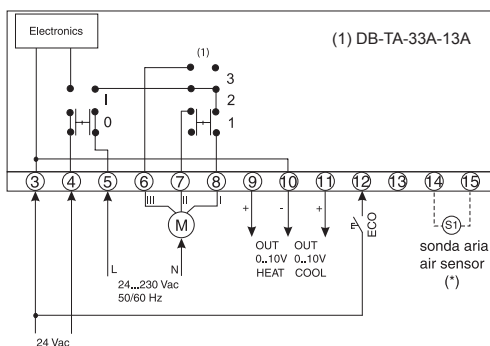 Electronics
(1) DB-TA-33A-13A
(1)
3
I
2
0
1
3 4 5 6 7 8 9 10 11 12 13 14 15
III II I
+ - +
M
ECO
S1
L N
OUT OUT
0..10V 0..10V
HEAT COOL
sonda aria
air sensor
(*)
24...230 Vac
50/60 Hz
24 Vac